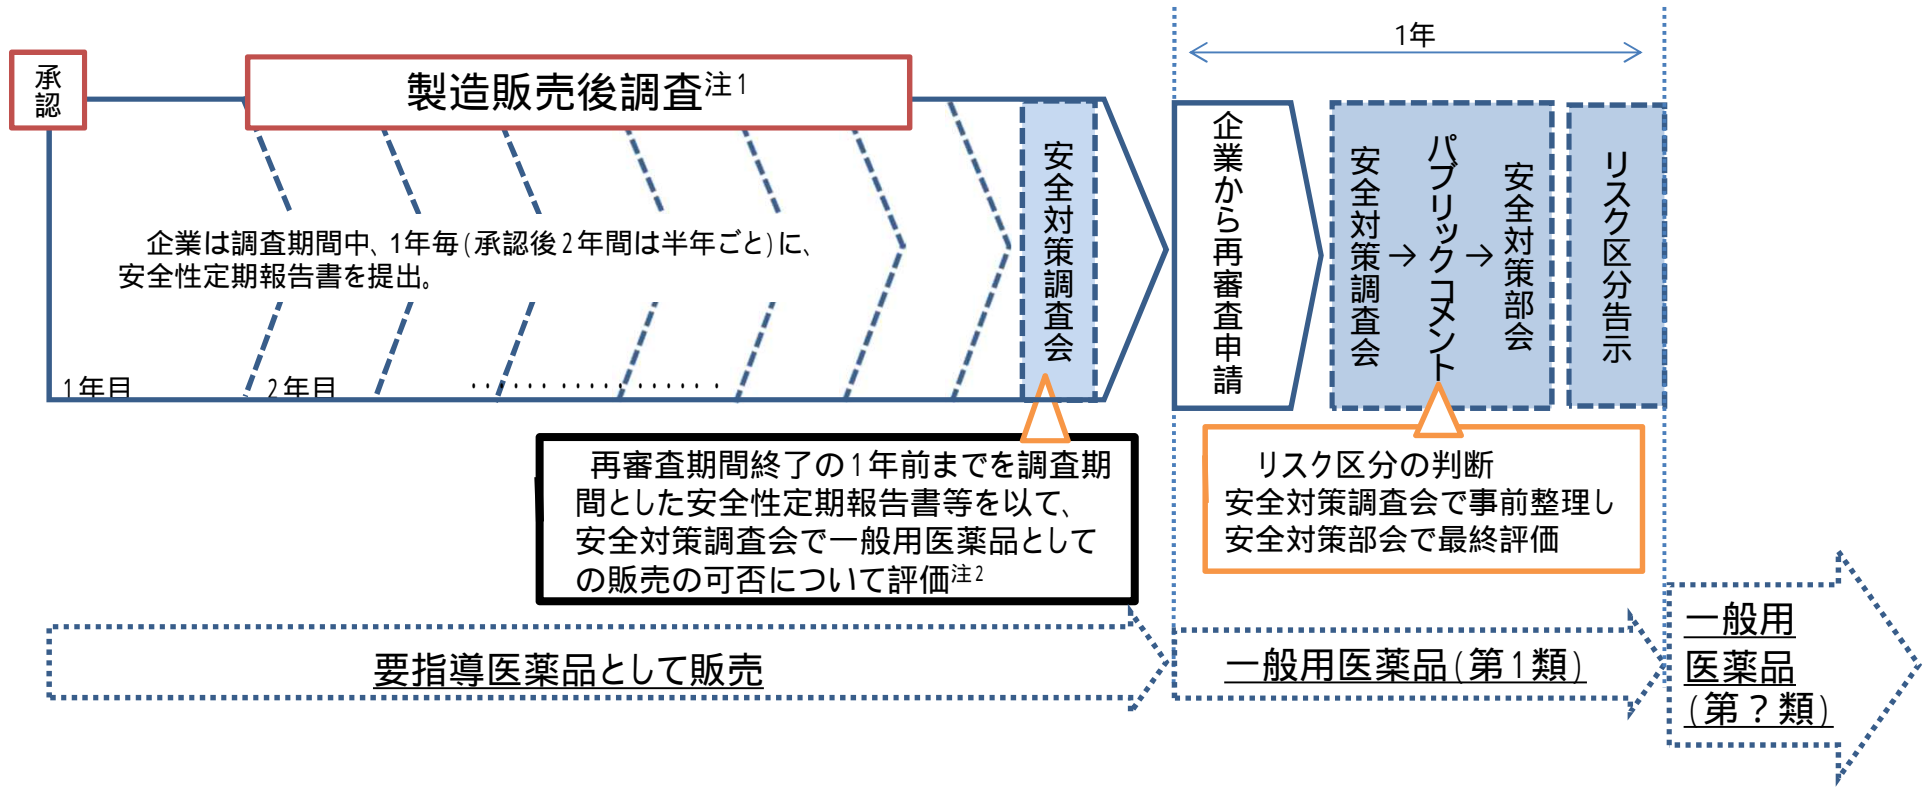 1年
承認
製造販売後調査注1
企業は調査期間中、1年毎(承認後2年間は半年ごと)に、
安全性定期報告書を提出。
1年目
2年目
‥‥‥‥‥‥‥‥‥
安全対策調査会
企業から再審査申請
安全対策調査会
→
パブリックコメント
→
安全対策部会
リスク区分告示
再審査期間終了の1年前までを調査期
間とした安全性定期報告書等を以て、
安全対策調査会で一般用医薬品として
の販売の可否について評価注2
リスク区分の判断
安全対策調査会で事前整理し
安全対策部会で最終評価
要指導医薬品として販売
一般用医薬品(第1類)
一般用
医薬品
(第?類)